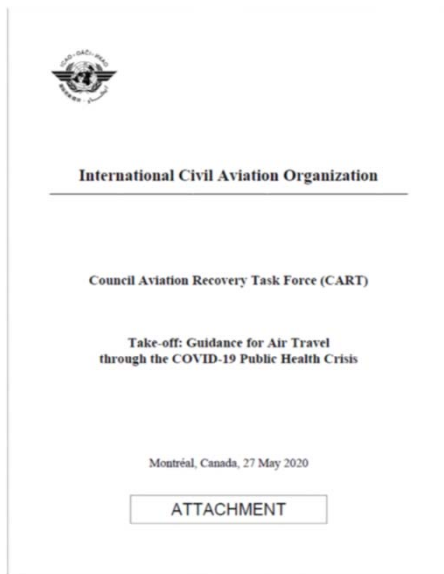 International Civil Aviation Organization
Council Aviation Recovery Task Force (CART)
Take-off: Guidance for Air Travel
through the COVID-19 Public Health Crisis
Montréal, Canada, 27 May 2020
ATTACHMENT